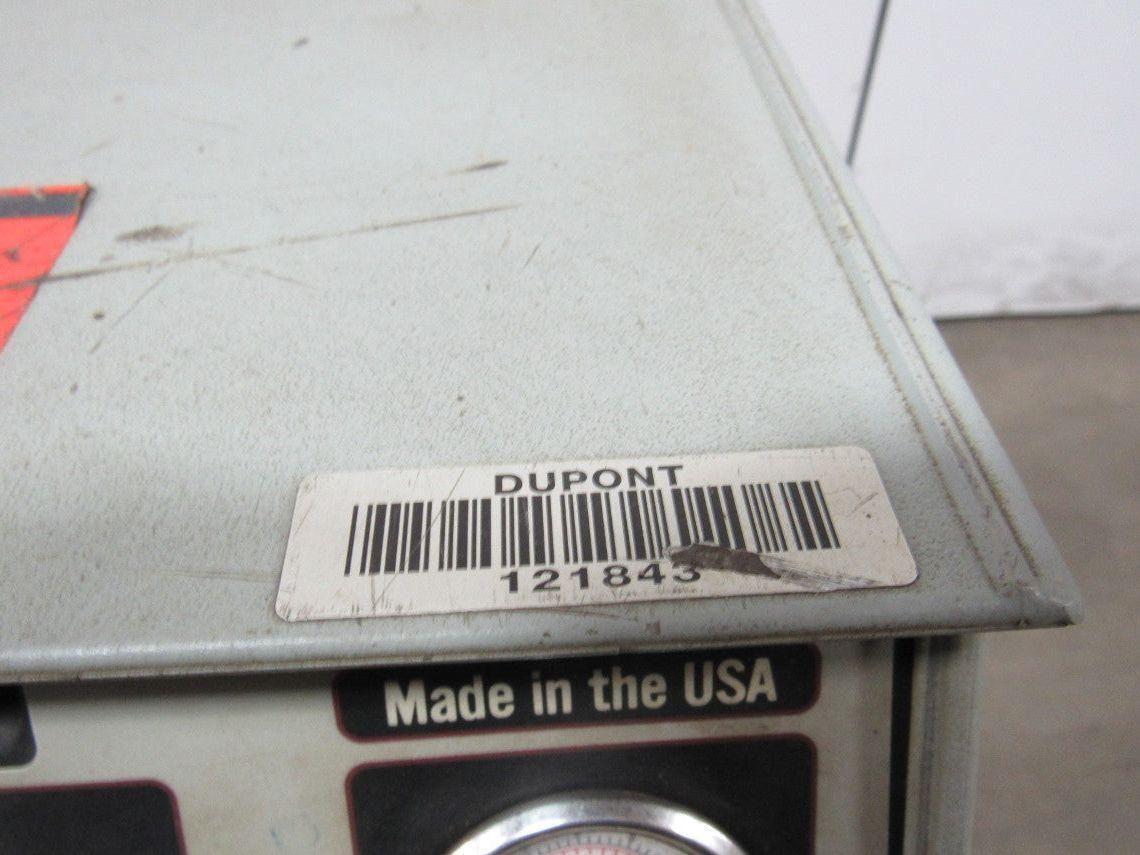 DUPONT
121843
Made in the USA